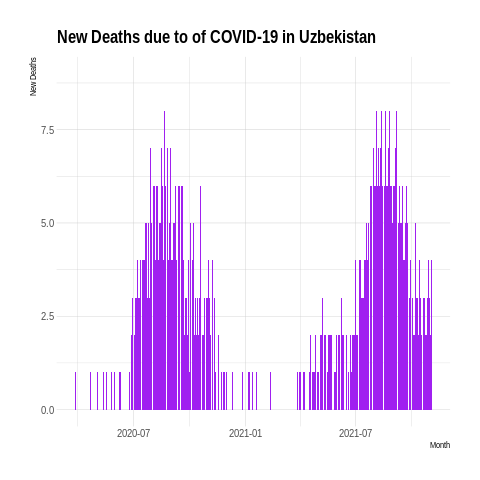 New Deaths due to of COVID-19 in Uzbekistan
New Deaths
7.5
5.0
2.5
0.0
2020-07 2021-01 2021-07
Month